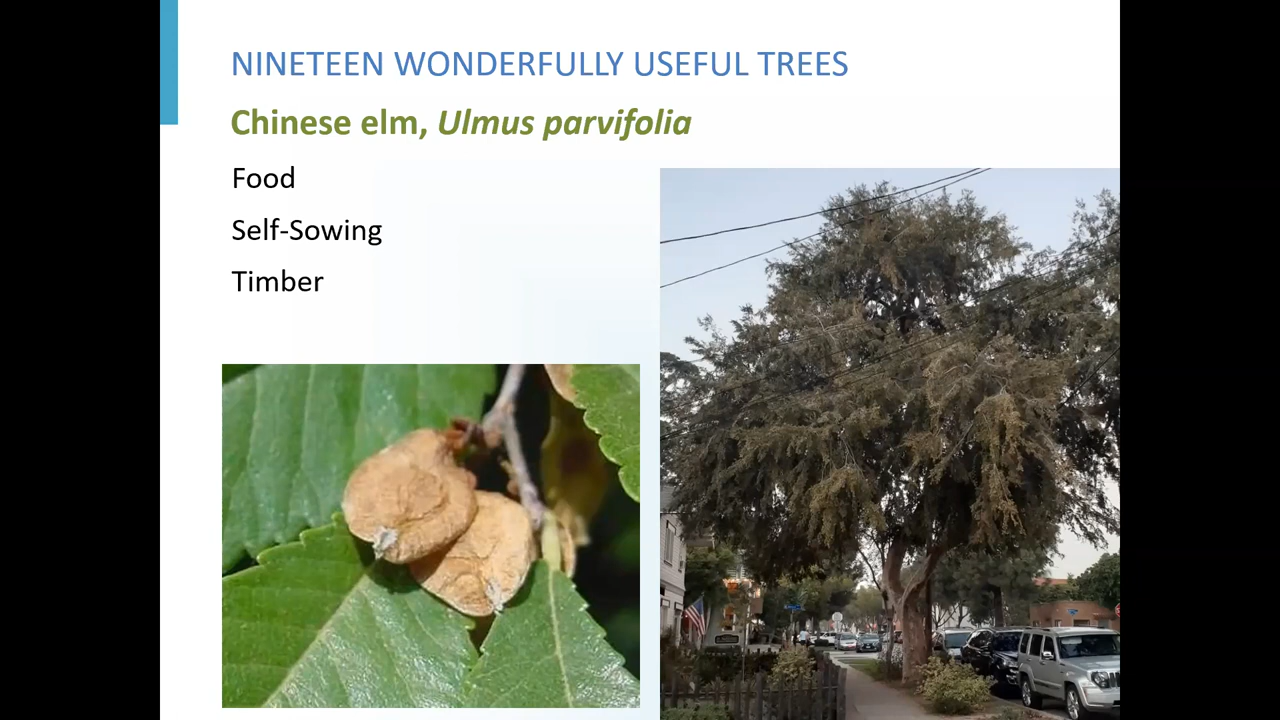 NINETEEN WONDERFULLY USEFUL TREES
Chinese elm, Ulmus parvifolia
Food
Self-Sowing
Timber